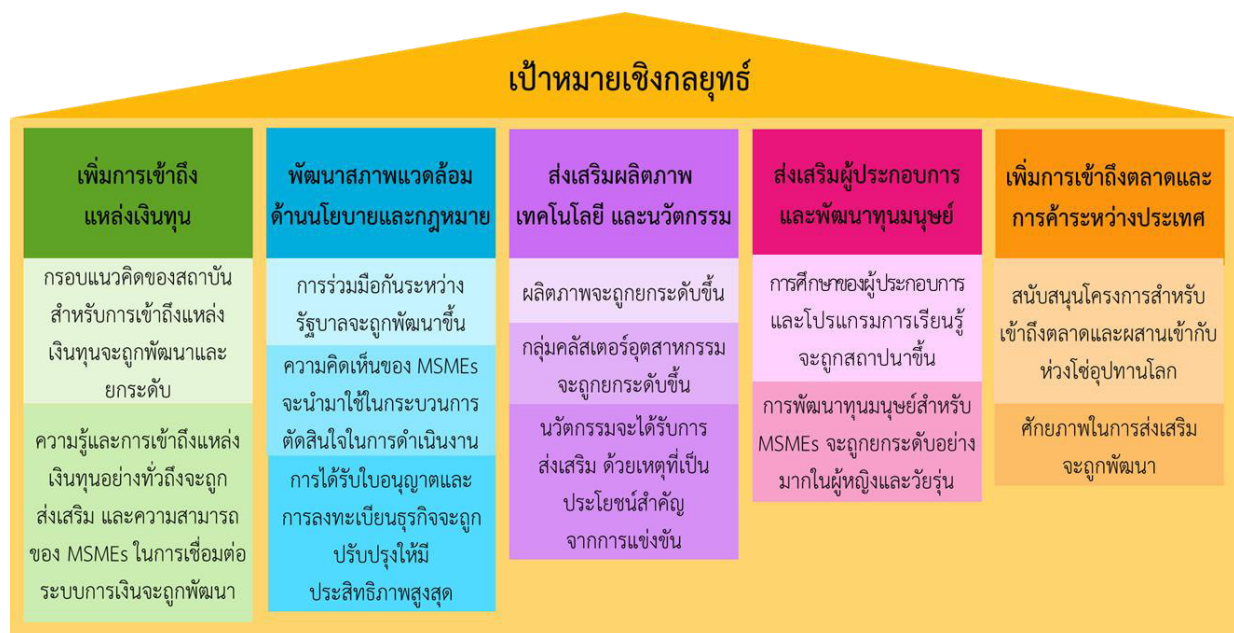 เป้าหมายเชิงกลยุทธ์
เพิ่มการเข้าถึง
แหล่งเงินทุน
กรอบแนวคิดของสถาบัน
สำหรับการเข้าถึงแหล่ง
เงินทุนจะถูกพัฒนาและ
ยกระดับ
ความรู้และการเข้าถึงแหล่ง
เงินทุนอย่างทั่วถึงจะถูก
ส่งเสริม และความสามารถ
ของ MSMEs ในการเชื่อมต่อ
ระบบการเงินจะถูกพัฒนา
พัฒนาสภาพแวดล้อม
ด้านนโยบายและกฎหมาย
การร่วมมือกันระหว่าง
รัฐบาลจะถูกพัฒนาขึ้น
ความคิดเห็นของ MSMEs
จะนำมาใช้ในกระบวนการ
ตัดสินใจในการดำเนินงาน
การได้รับใบอนุญาตและ
การลงทะเบียนธุรกิจจะถูก
ปรับปรุงให้มี
ประสิทธิภาพสูงสุด
ส่งเสริมผลิตภาพ
เทคโนโลยี และนวัตกรรม
ผลิตภาพจะถูกยกระดับขึ้น
กลุ่มคลัสเตอร์อุตสาหกรรม
จะถูกยกระดับขึ้น
นวัตกรรมจะได้รับการ
ส่งเสริม ด้วยเหตุที่เป็น
ประโยชน์สำคัญ
จากการแข่งขัน
ส่งเสริมผู้ประกอบการ
และพัฒนาทุนมนุษย์
การศึกษาของผู้ประกอบการ
และโปรแกรมการเรียนรู้
จะถูกสถาปนาขึ้น
การพัฒนาทุนมนุษย์สำหรับ
MSMEs จะถูกยกระดับอย่าง
มากในผู้หญิงและวัยรุ่น
เพิ่มการเข้าถึงตลาดและ
การค้าระหว่างประเทศ
สนับสนุนโครงการสำหรับ
เข้าถึงตลาดและผสานเข้ากับ
ห่วงโซ่อุปทานโลก
ศักยภาพในการส่งเสริม
จะถูกพัฒนา